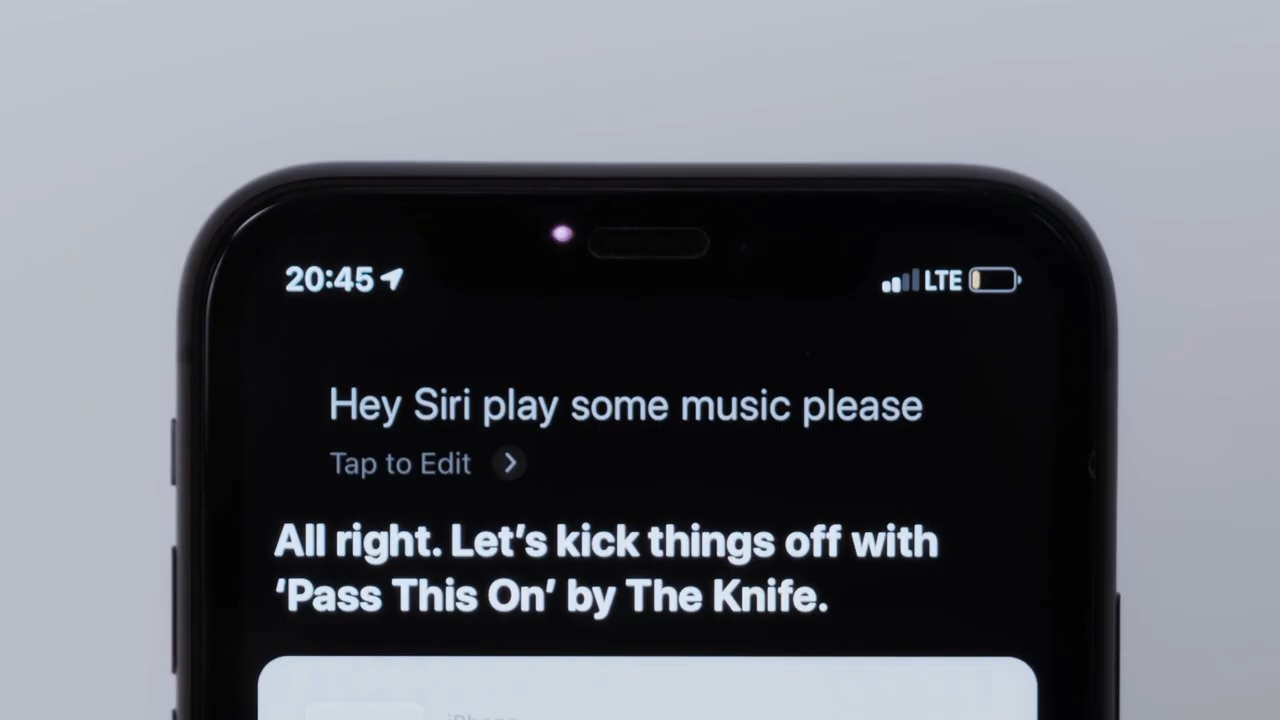 20:45 LTE
Hey Siri play some music please
Tap to Edit
All right. Let’s kick things off with
‘Pass This On’ by The Knife.
iPhone